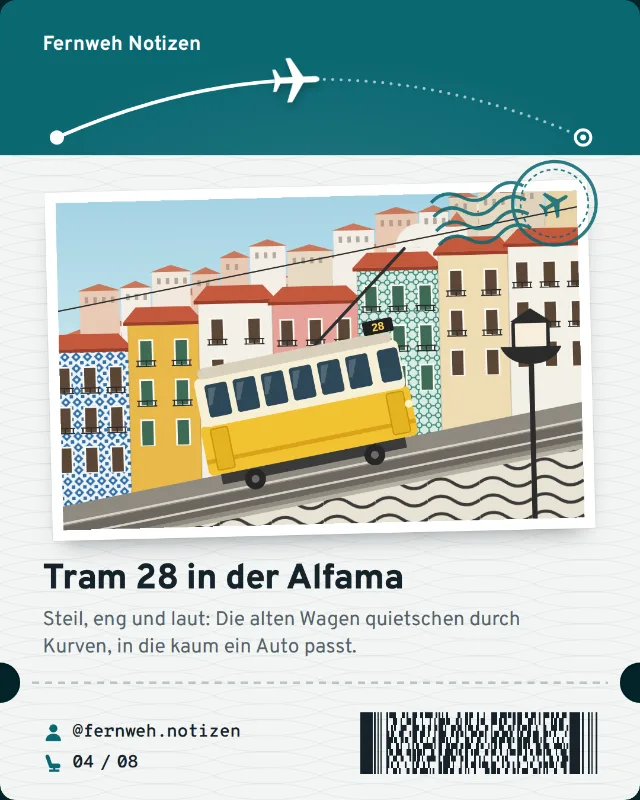 Fernweh Notizen
28
Tram 28 in der Alfama
Steil, eng und laut: Die alten Wagen quietschen durch
Kurven, in die kaum ein Auto passt.
@fernweh.notizen
04 / 08